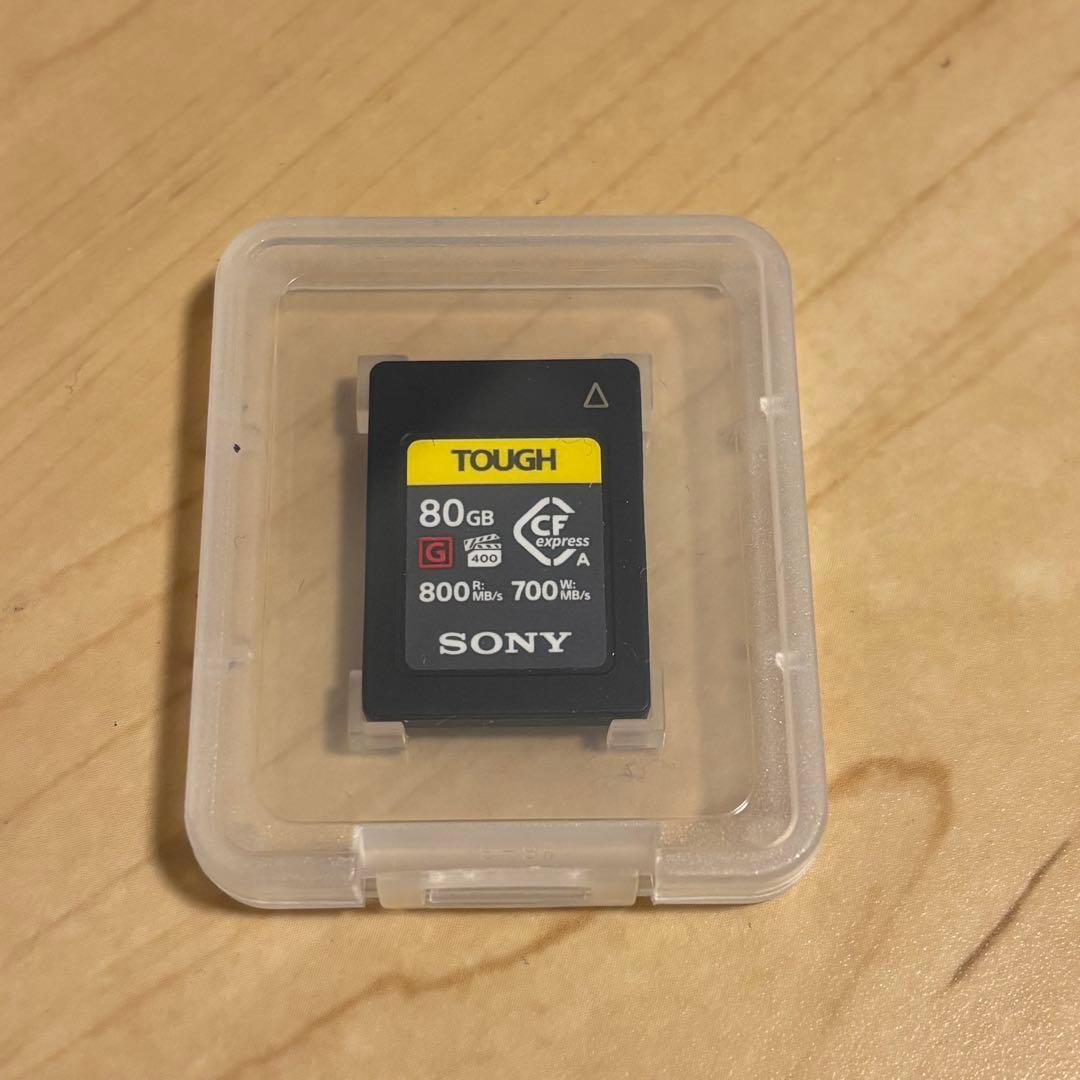 TOUGH
80GB
CF
express
A
G
400
800 R: MB/s 700 W: MB/s
SONY